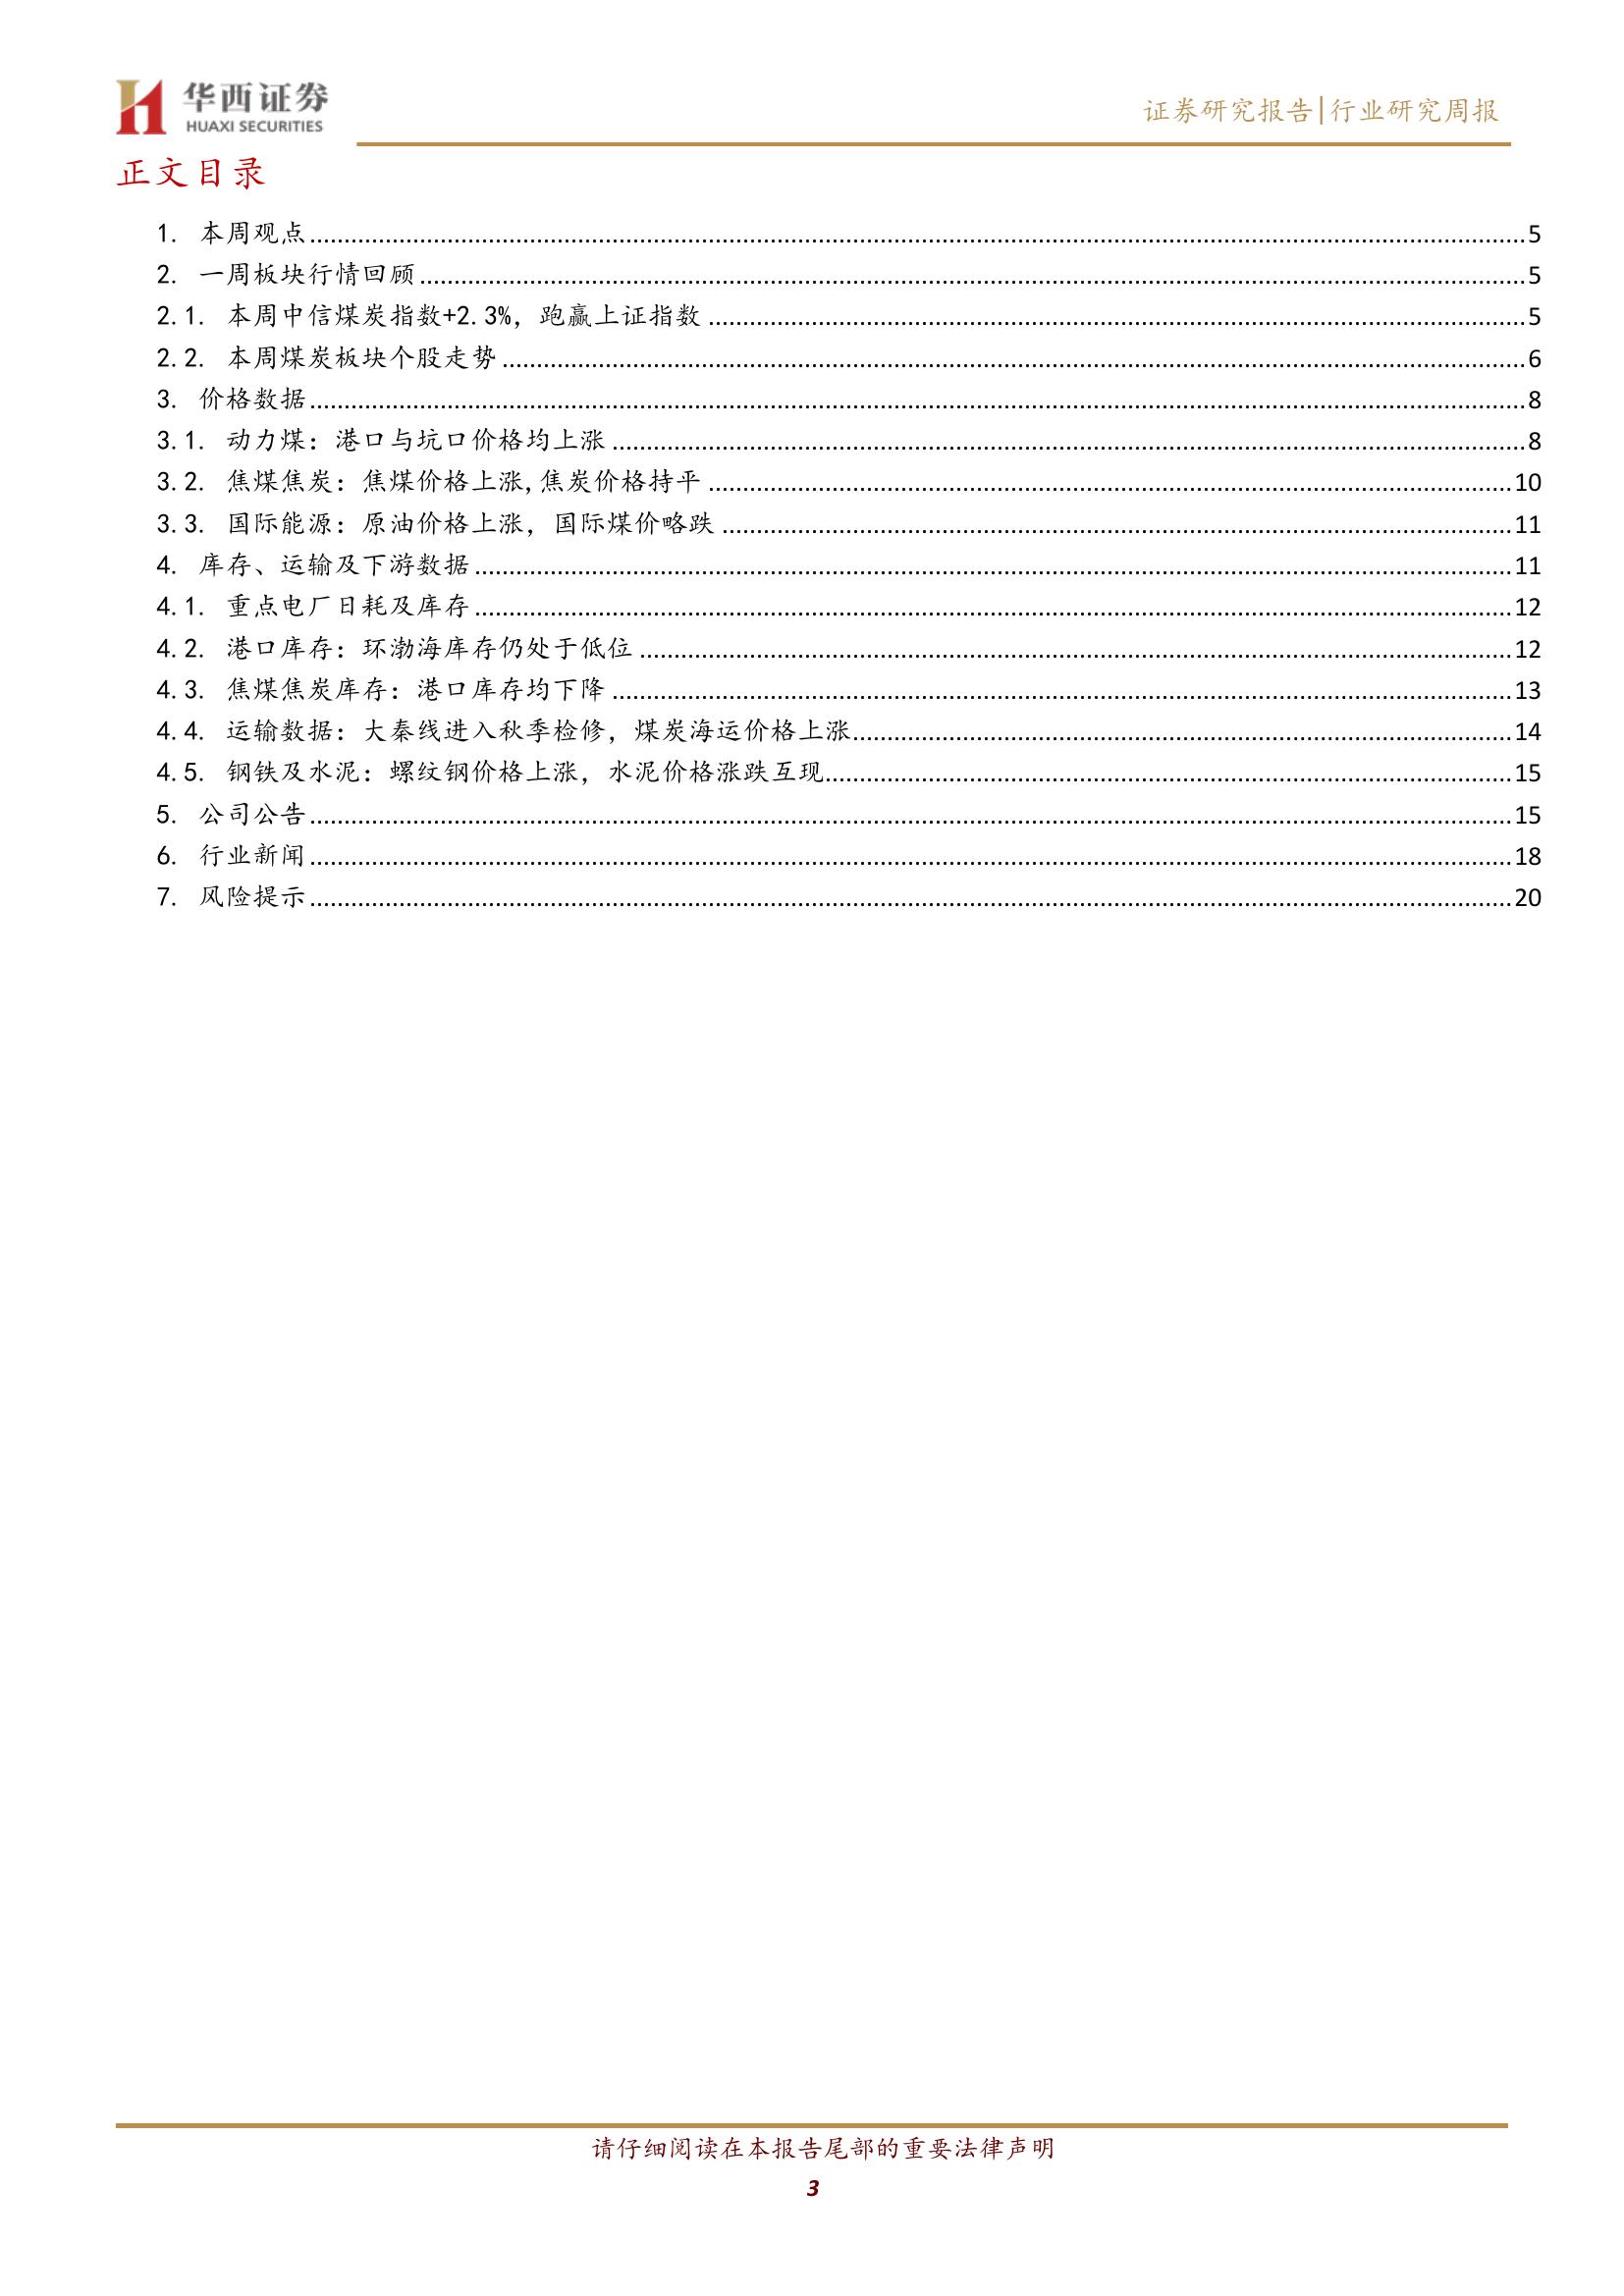 华西证券
HUAXI SECURITIES
证券研究报告|行业研究周报
正文目录
1. 本周观点........................................5
2. 一周板块行情回顾........................................5
2.1. 本周中信煤炭指数+2.3%，跑赢上证指数........................................5
2.2. 本周煤炭板块个股走势........................................6
3. 价格数据........................................8
3.1. 动力煤：港口与坑口价格均上涨........................................8
3.2. 焦煤焦炭：焦煤价格上涨,焦炭价格持平........................................10
3.3. 国际能源：原油价格上涨，国际煤价略跌........................................11
4. 库存、运输及下游数据........................................11
4.1. 重点电厂日耗及库存........................................12
4.2. 港口库存：环渤海库存仍处于低位........................................12
4.3. 焦煤焦炭库存：港口库存均下降........................................13
4.4. 运输数据：大秦线进入秋季检修，煤炭海运价格上涨........................................14
4.5. 钢铁及水泥：螺纹钢价格上涨，水泥价格涨跌互现........................................15
5. 公司公告........................................15
6. 行业新闻........................................18
7. 风险提示........................................20
请仔细阅读在本报告尾部的重要法律声明
3